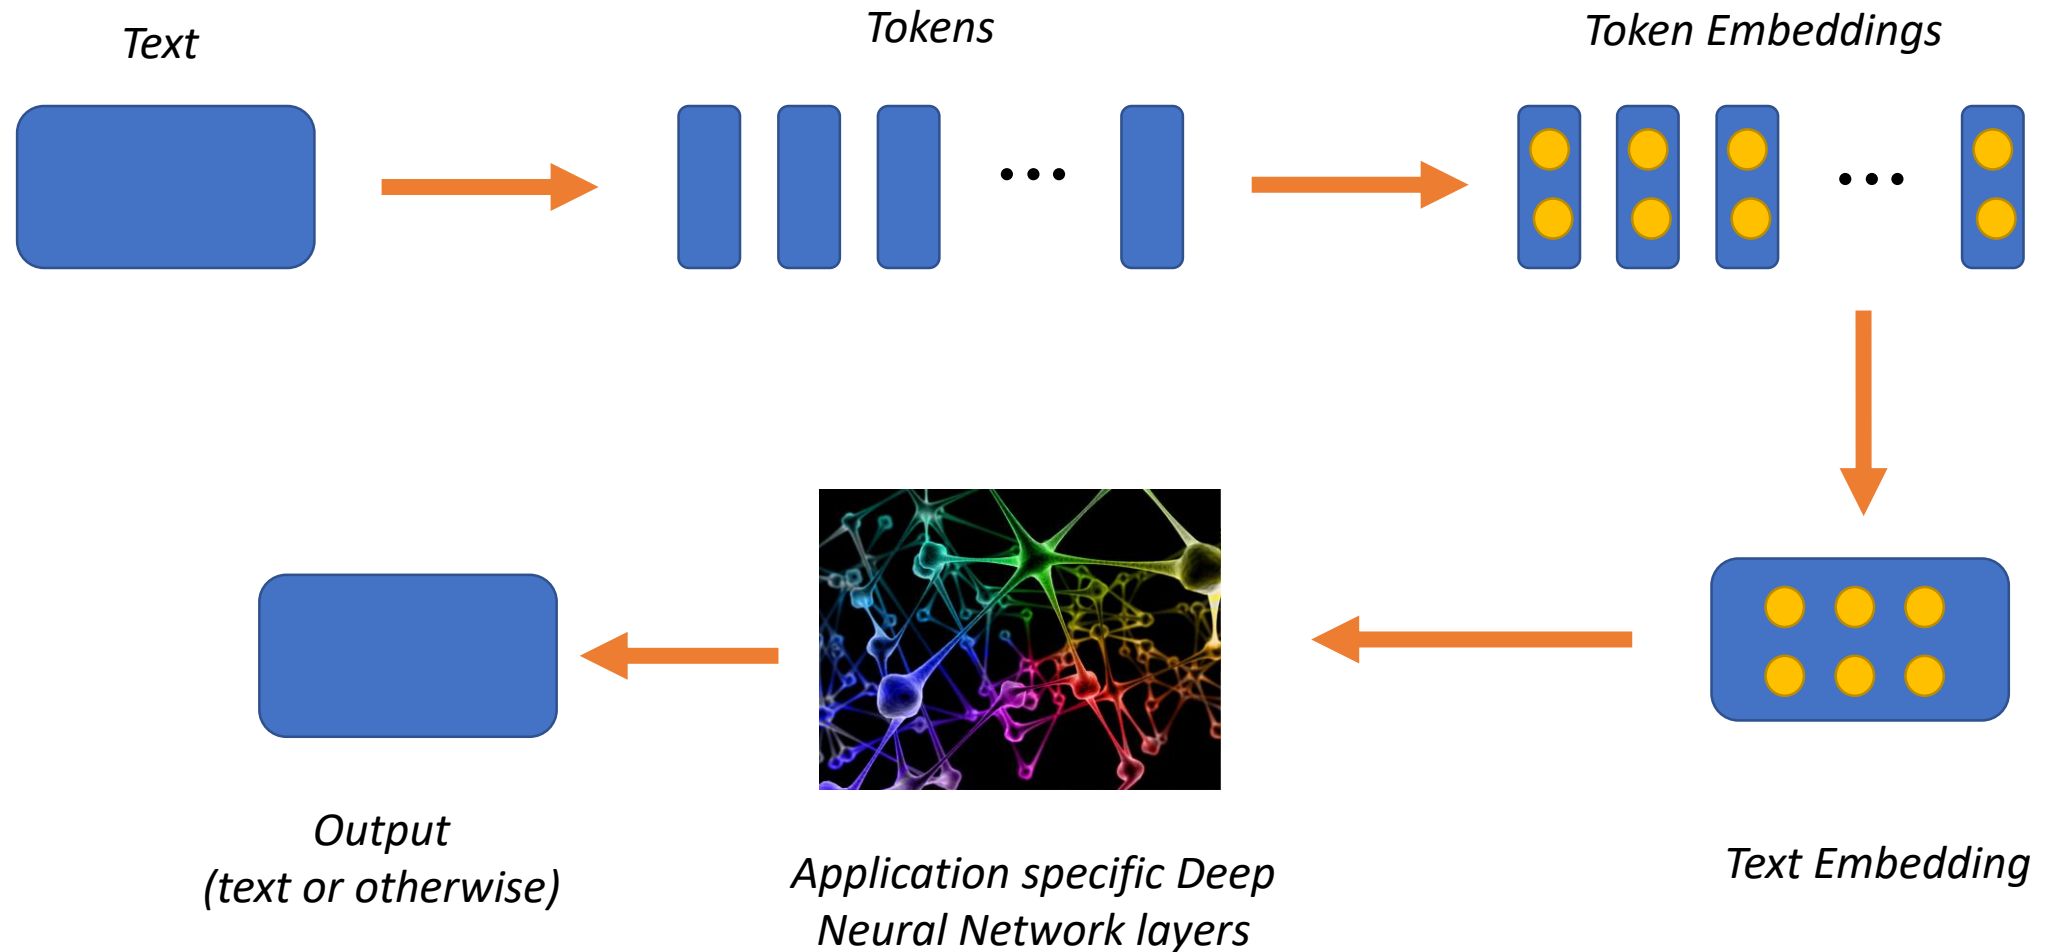 Text
Tokens
Token Embeddings
Text Embedding
Application specific Deep
Neural Network layers
Output
(text or otherwise)